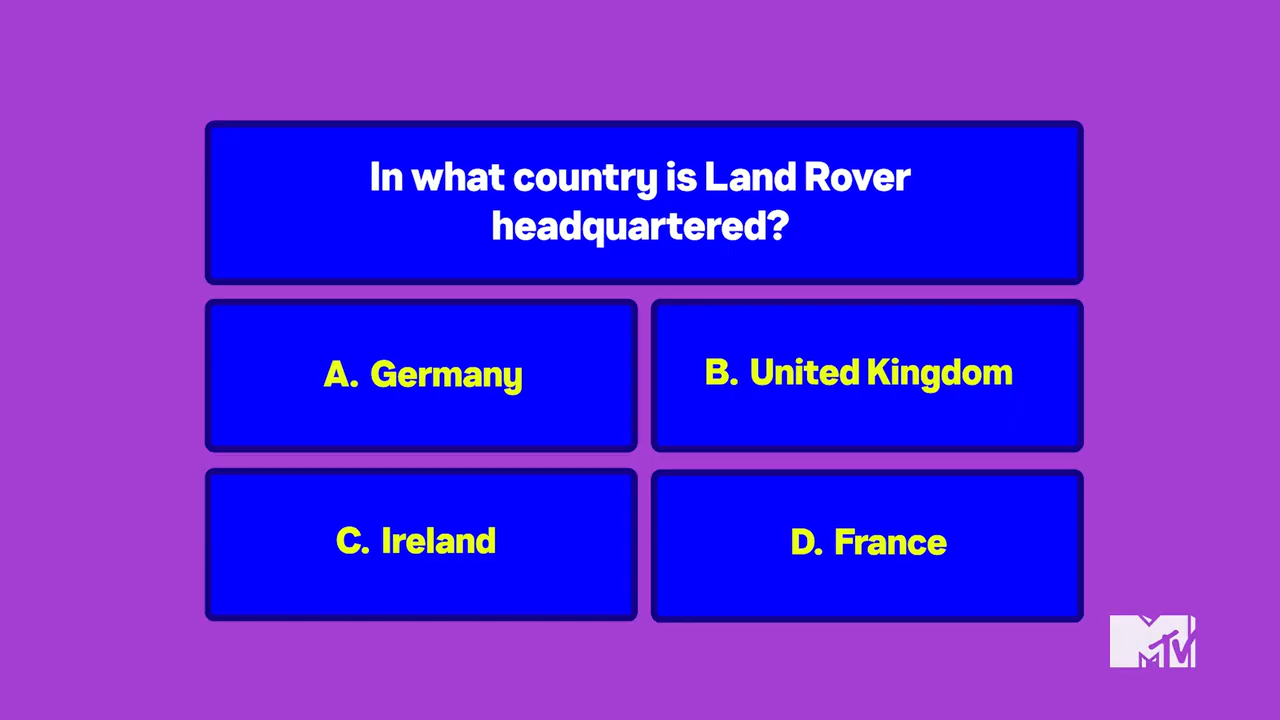 In what country is Land Rover
headquartered?
A. Germany
B. United Kingdom
C. Ireland
D. France
MTV